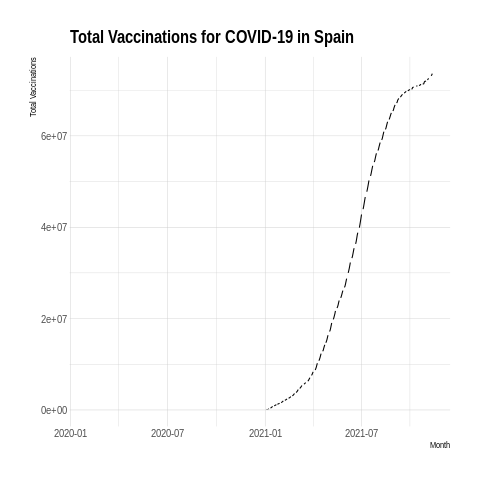 Total Vaccinations for COVID-19 in Spain
Total Vaccinations
6e+07
4e+07
2e+07
0e+00
2020-01 2020-07 2021-01 2021-07
Month